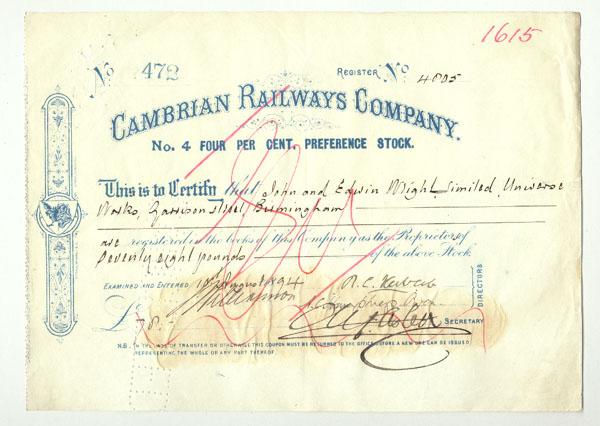 1615
No 472
REGISTER No 4805
CAMBRIAN RAILWAYS COMPANY.
No. 4 FOUR PER CENT. PREFERENCE STOCK.
This is to Certify that John and Edwin Wright Limited Universe
Works, Garrison Street, Birmingham
are registered in the books of this Company as the Proprietors of
Seventy eight pounds of the above Stock.
EXAMINED AND ENTERED 10th August 1894
DIRECTORS
£78.-
SECRETARY
N.B. IN THE CASE OF TRANSFER OR OTHERWISE THIS COUPON MUST BE RETURNED TO THE OFFICE, BEFORE A NEW ONE CAN BE ISSUED
REPRESENTING THE WHOLE OR ANY PART THEREOF.